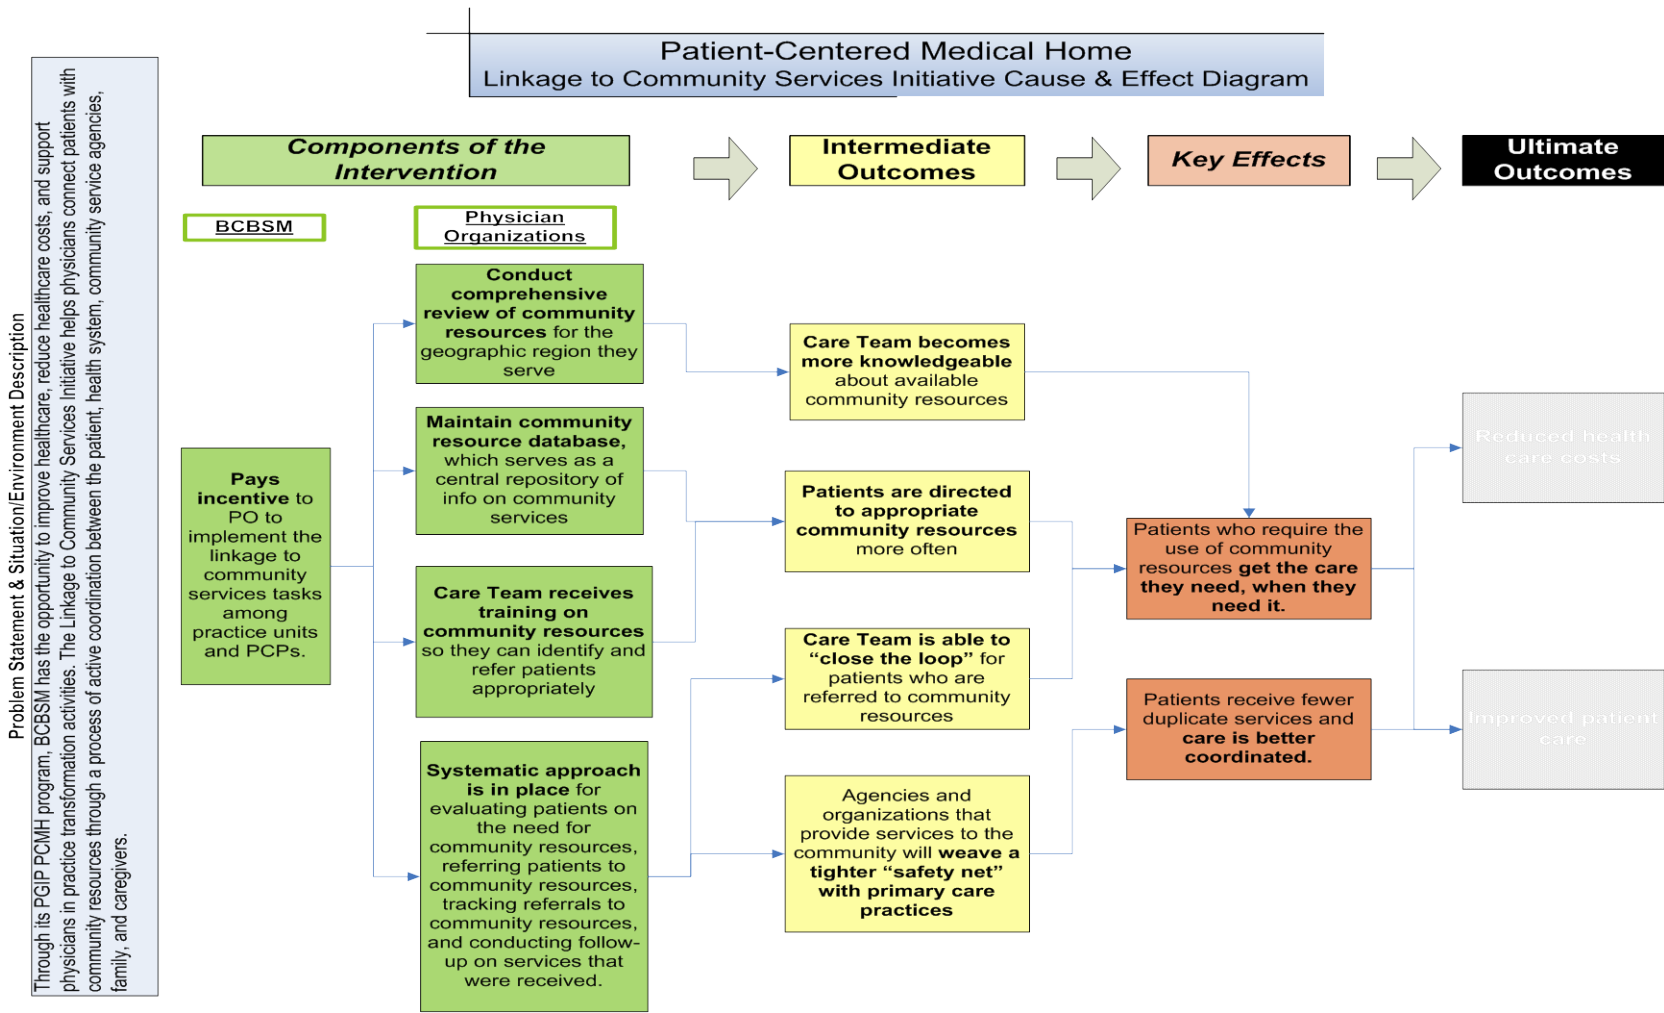 Patient-Centered Medical Home
Linkage to Community Services Initiative Cause & Effect Diagram
Problem Statement & Situation/Environment Description
Through its PGIP PCMH program, BCBSM has the opportunity to improve healthcare, reduce healthcare costs, and support
physicians in practice transformation activities. The Linkage to Community Services Initiative helps physicians connect patients with
community resources through a process of active coordination between the patient, health system, community service agencies,
family, and caregivers.
Components of the
Intervention
Intermediate
Outcomes
Key Effects
Ultimate
Outcomes
BCBSM
Physician
Organizations
Pays
incentive to
PO to
implement the
linkage to
community
services tasks
among
practice units
and PCPs.
Conduct
comprehensive
review of community
resources for the
geographic region they
serve
Maintain community
resource database,
which serves as a
central repository of
info on community
services
Care Team receives
training on
community resources
so they can identify and
refer patients
appropriately
Systematic approach
is in place for
evaluating patients on
the need for
community resources,
referring patients to
community resources,
tracking referrals to
community resources,
and conducting follow-
up on services that
were received.
Care Team becomes
more knowledgeable
about available
community resources
Patients are directed
to appropriate
community resources
more often
Care Team is able to
“close the loop” for
patients who are
referred to community
resources
Agencies and
organizations that
provide services to the
community will weave a
tighter “safety net”
with primary care
practices
Patients who require the
use of community
resources get the care
they need, when they
need it.
Patients receive fewer
duplicate services and
care is better
coordinated.
Reduced health
care costs
Improved patient
care